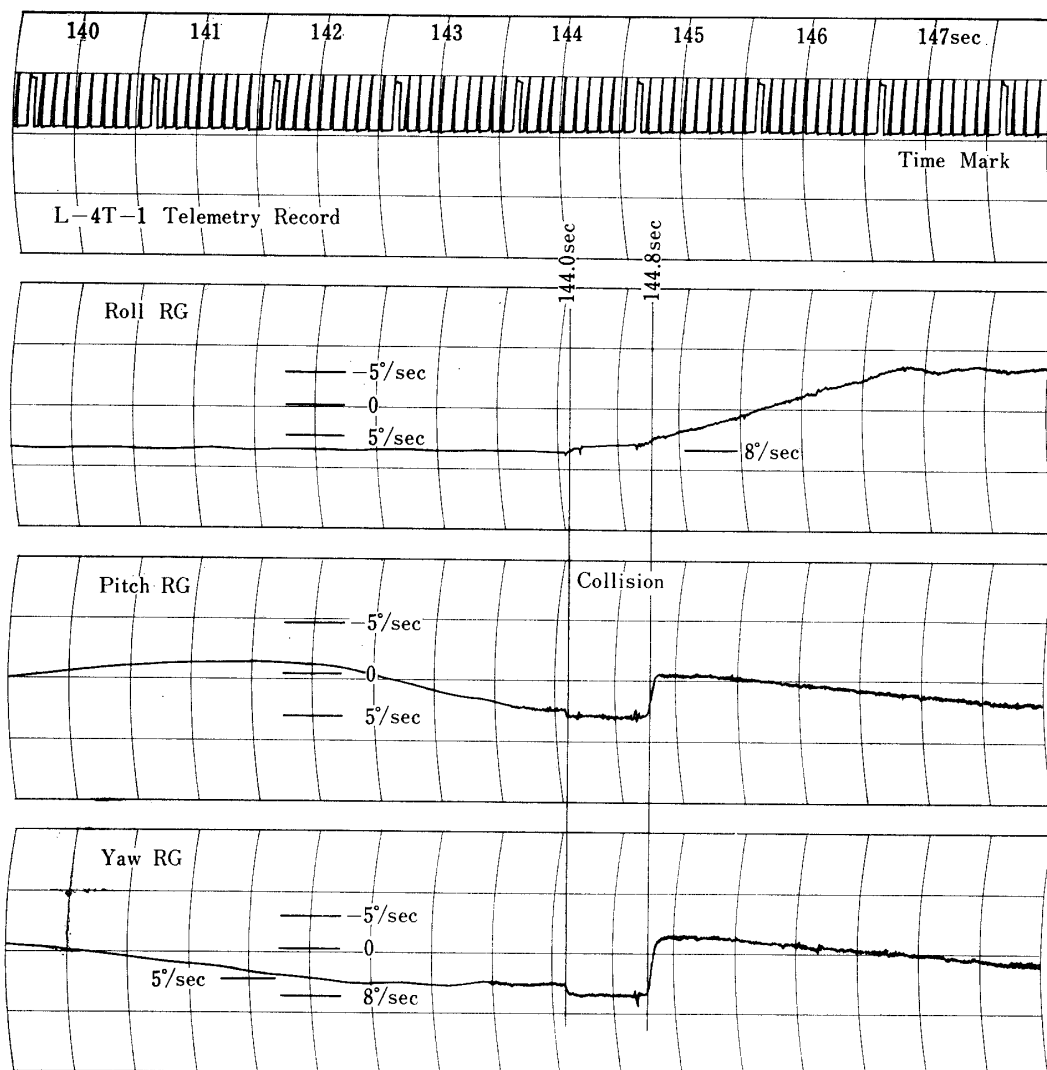 140 141 142 143 144 145 146 147sec
Time Mark
L-4T-1 Telemetry Record
144.0sec
144.8sec
Roll RG
-5°/sec
0
5°/sec
8°/sec
Pitch RG
Collision
-5°/sec
0
5°/sec
Yaw RG
-5°/sec
0
5°/sec
8°/sec